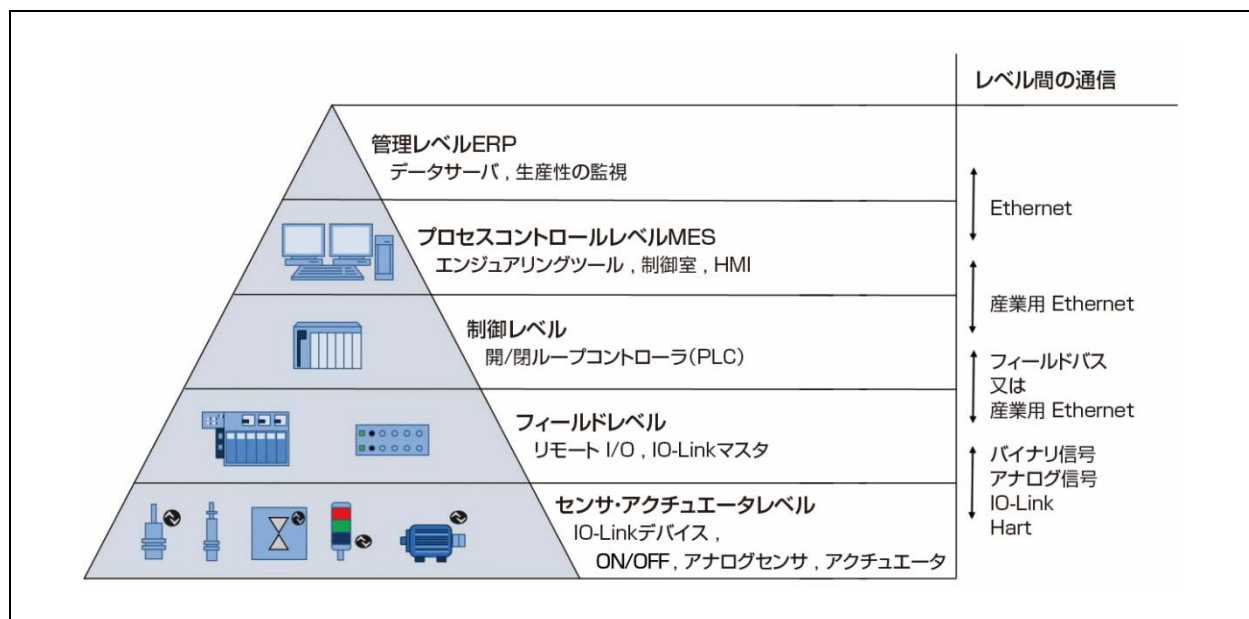 レベル間の通信
管理レベルERP
データサーバ , 生産性の監視
Ethernet
プロセスコントロールレベルMES
エンジュアリングツール , 制御室 , HMI
産業用 Ethernet
制御レベル
開/閉ループコントローラ(PLC)
フィールドバス
又は
産業用 Ethernet
フィールドレベル
リモート I/O , IO-Linkマスタ
バイナリ信号
アナログ信号
IO-Link
Hart
センサ・アクチュエータレベル
IO-Linkデバイス ,
ON/OFF , アナログセンサ , アクチュエータ